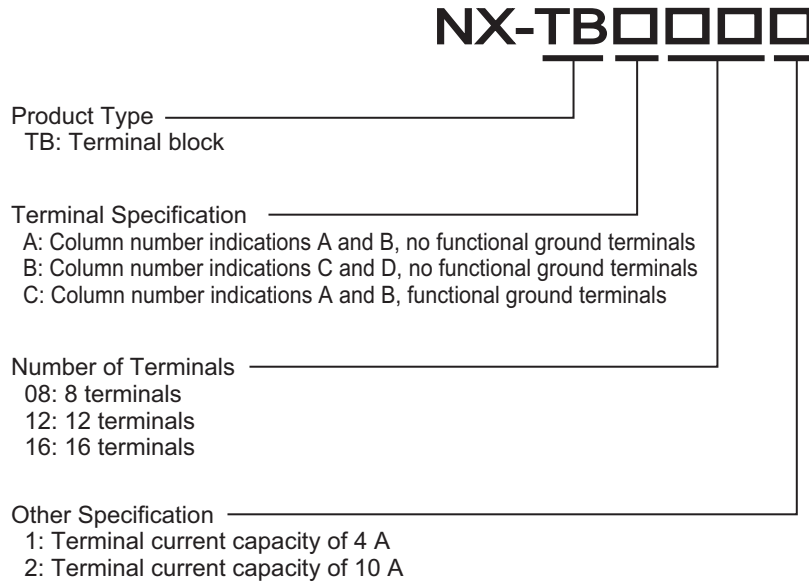 NX-TB□□□□
Product Type
TB: Terminal block
Terminal Specification
A: Column number indications A and B, no functional ground terminals
B: Column number indications C and D, no functional ground terminals
C: Column number indications A and B, functional ground terminals
Number of Terminals
08: 8 terminals
12: 12 terminals
16: 16 terminals
Other Specification
1: Terminal current capacity of 4 A
2: Terminal current capacity of 10 A